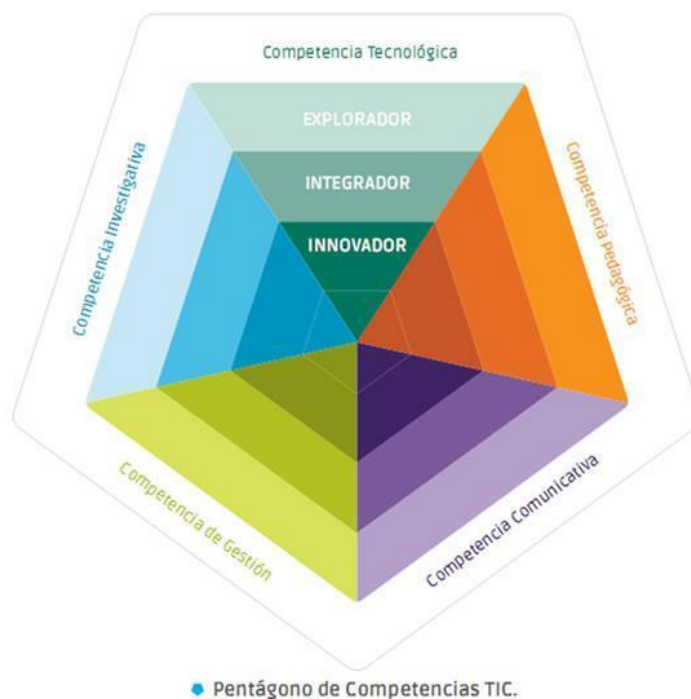 Competencia Tecnológica
EXPLORADOR
INTEGRADOR
INNOVADOR
Competencia Investigativa
Competencia Pedagógica
Competencia de Gestión
Competencia Comunicativa
Pentágono de Competencias TIC.